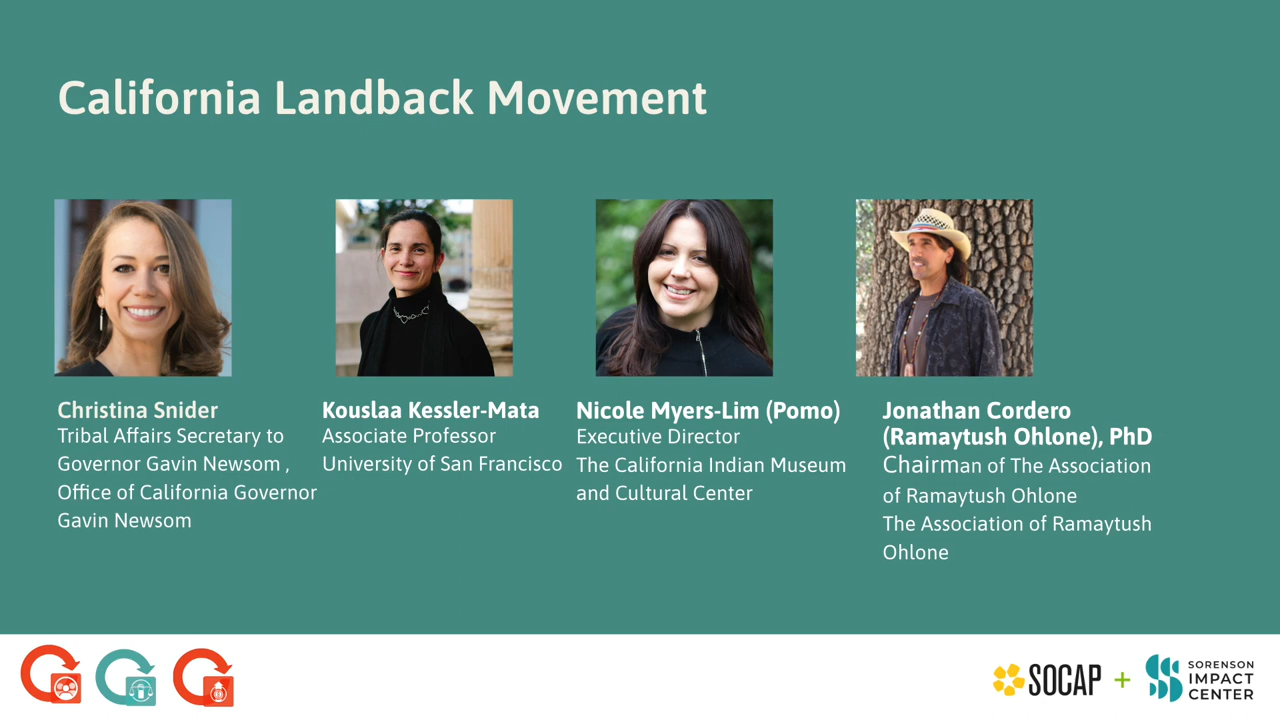 California Landback Movement
Christina Snider
Tribal Affairs Secretary to
Governor Gavin Newsom ,
Office of California Governor
Gavin Newsom
Kouslaa Kessler-Mata
Associate Professor
University of San Francisco
Nicole Myers-Lim (Pomo)
Executive Director
The California Indian Museum
and Cultural Center
Jonathan Cordero
(Ramaytush Ohlone), PhD
Chairman of The Association
of Ramaytush Ohlone
The Association of Ramaytush
Ohlone
SOCAP +
SORENSON
IMPACT
CENTER